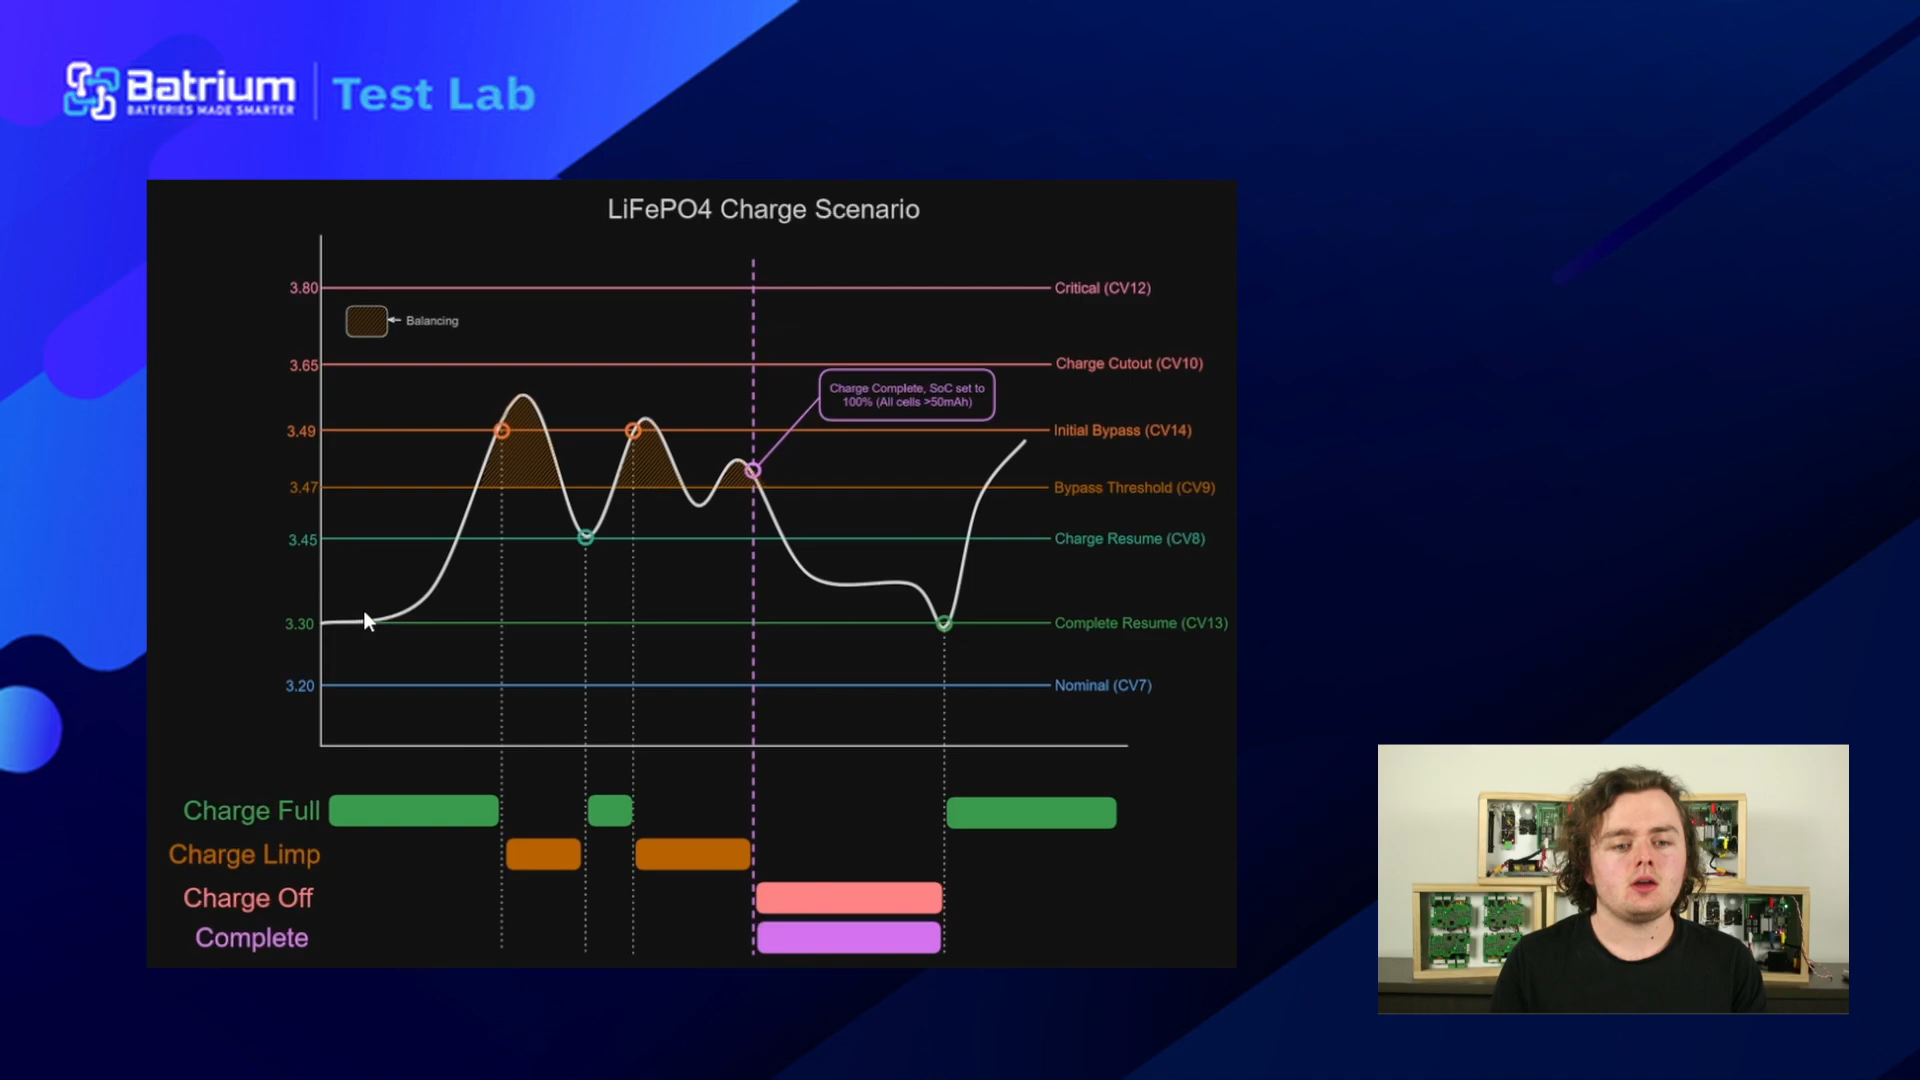 Batrium
BATTERIES MADE SMARTER
Test Lab
LiFePO4 Charge Scenario
3.80
Critical (CV12)
Balancing
3.65
Charge Cutout (CV10)
Charge Complete, SoC set to
100% (All cells >50mAh)
3.49
Initial Bypass (CV14)
3.47
Bypass Threshold (CV9)
3.45
Charge Resume (CV8)
3.30
Complete Resume (CV13)
3.20
Nominal (CV7)
Charge Full
Charge Limp
Charge Off
Complete